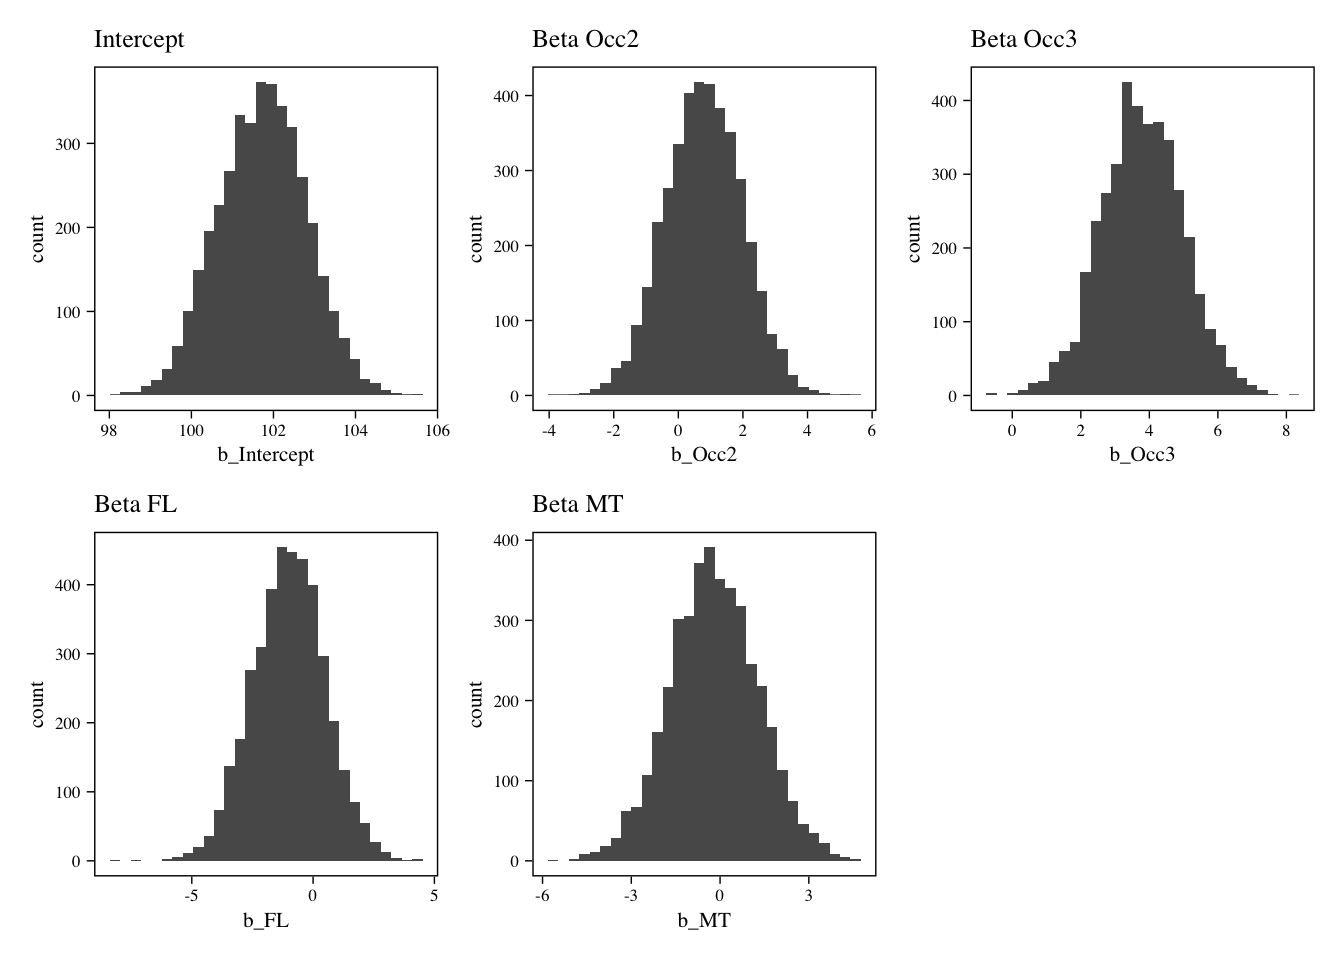 Intercept
count
300
200
100
0
98 100 102 104 106
b_Intercept
Beta Occ2
count
400
300
200
100
0
-4 -2 0 2 4 6
b_Occ2
Beta Occ3
count
400
300
200
100
0
0 2 4 6 8
b_Occ3
Beta FL
count
400
300
200
100
0
-5 0 5
b_FL
Beta MT
count
400
300
200
100
0
-6 -3 0 3
b_MT